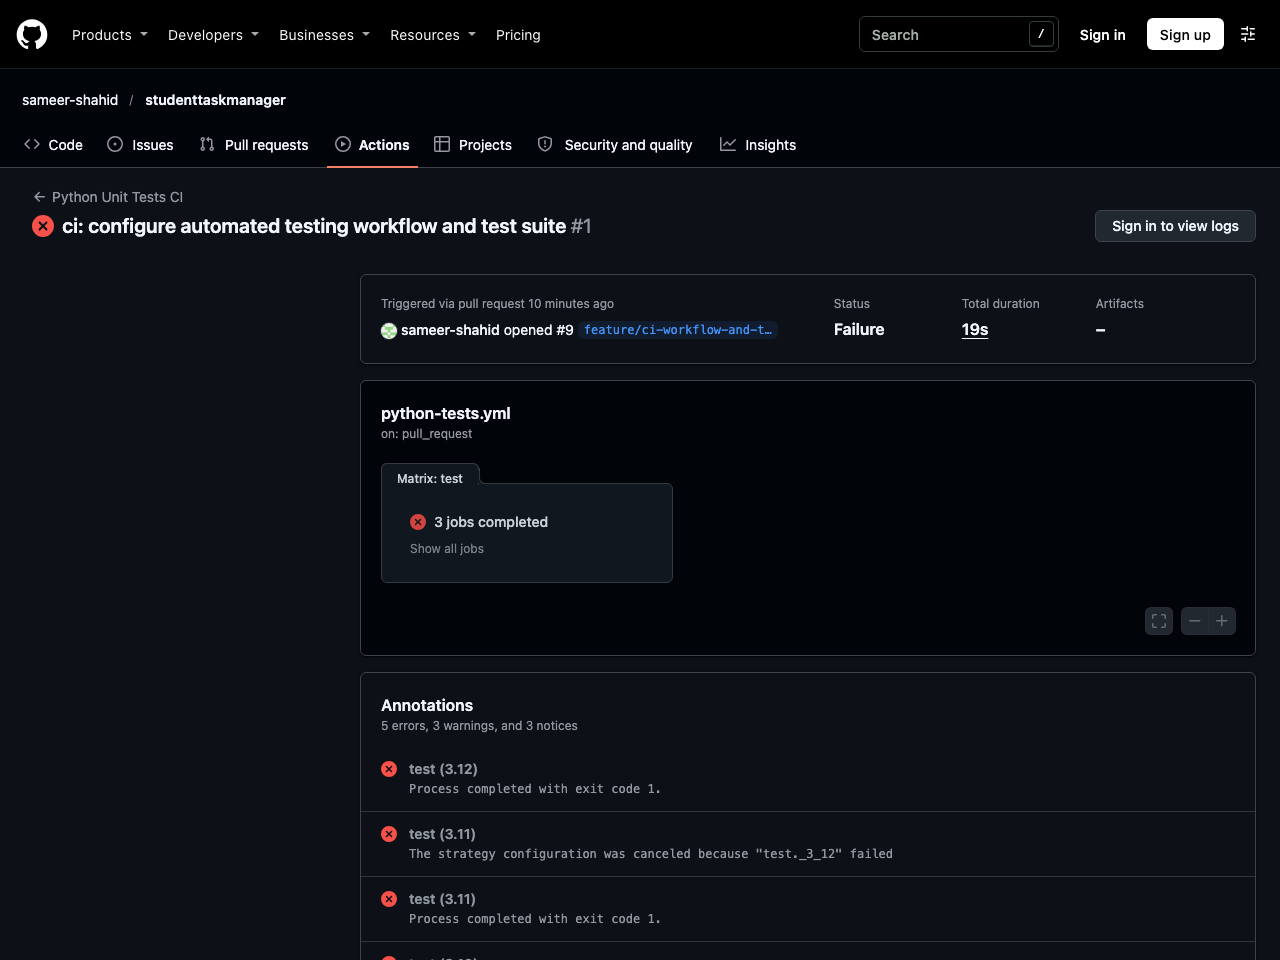 Products Developers Businesses Resources Pricing Search / Sign in Sign up
sameer-shahid / studenttaskmanager
Code Issues Pull requests Actions Projects Security and quality Insights
← Python Unit Tests CI
ci: configure automated testing workflow and test suite #1
Sign in to view logs
Triggered via pull request 10 minutes ago
sameer-shahid opened #9 feature/ci-workflow-and-t…
Status
Failure
Total duration
19s
Artifacts
–
python-tests.yml
on: pull_request
Matrix: test
3 jobs completed
Show all jobs
Annotations
5 errors, 3 warnings, and 3 notices
test (3.12)
Process completed with exit code 1.
test (3.11)
The strategy configuration was canceled because "test._3_12" failed
test (3.11)
Process completed with exit code 1.